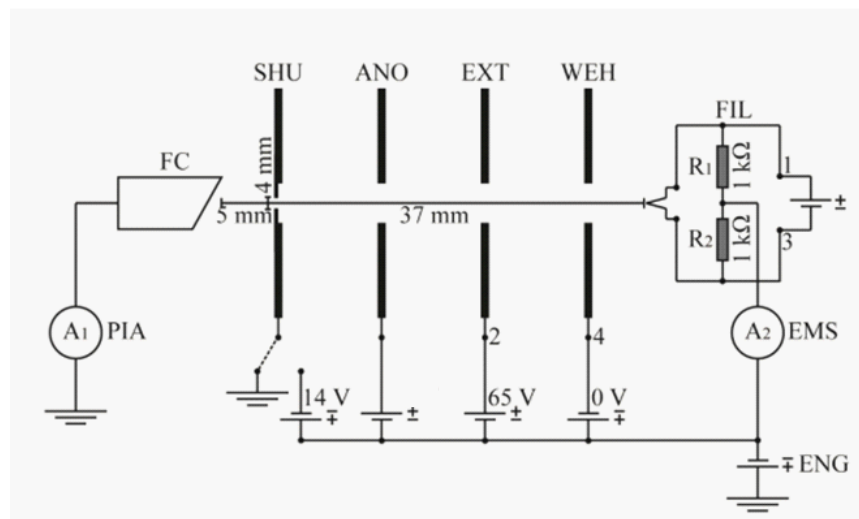 SHU ANO EXT WEH
FIL
FC
4 mm
R1
1 kΩ
1
±
5 mm
37 mm
R2
1 kΩ
3
A1 PIA
2
4
A2 EMS
14 V
∓
±
65 V
±
0 V
∓
∓ ENG